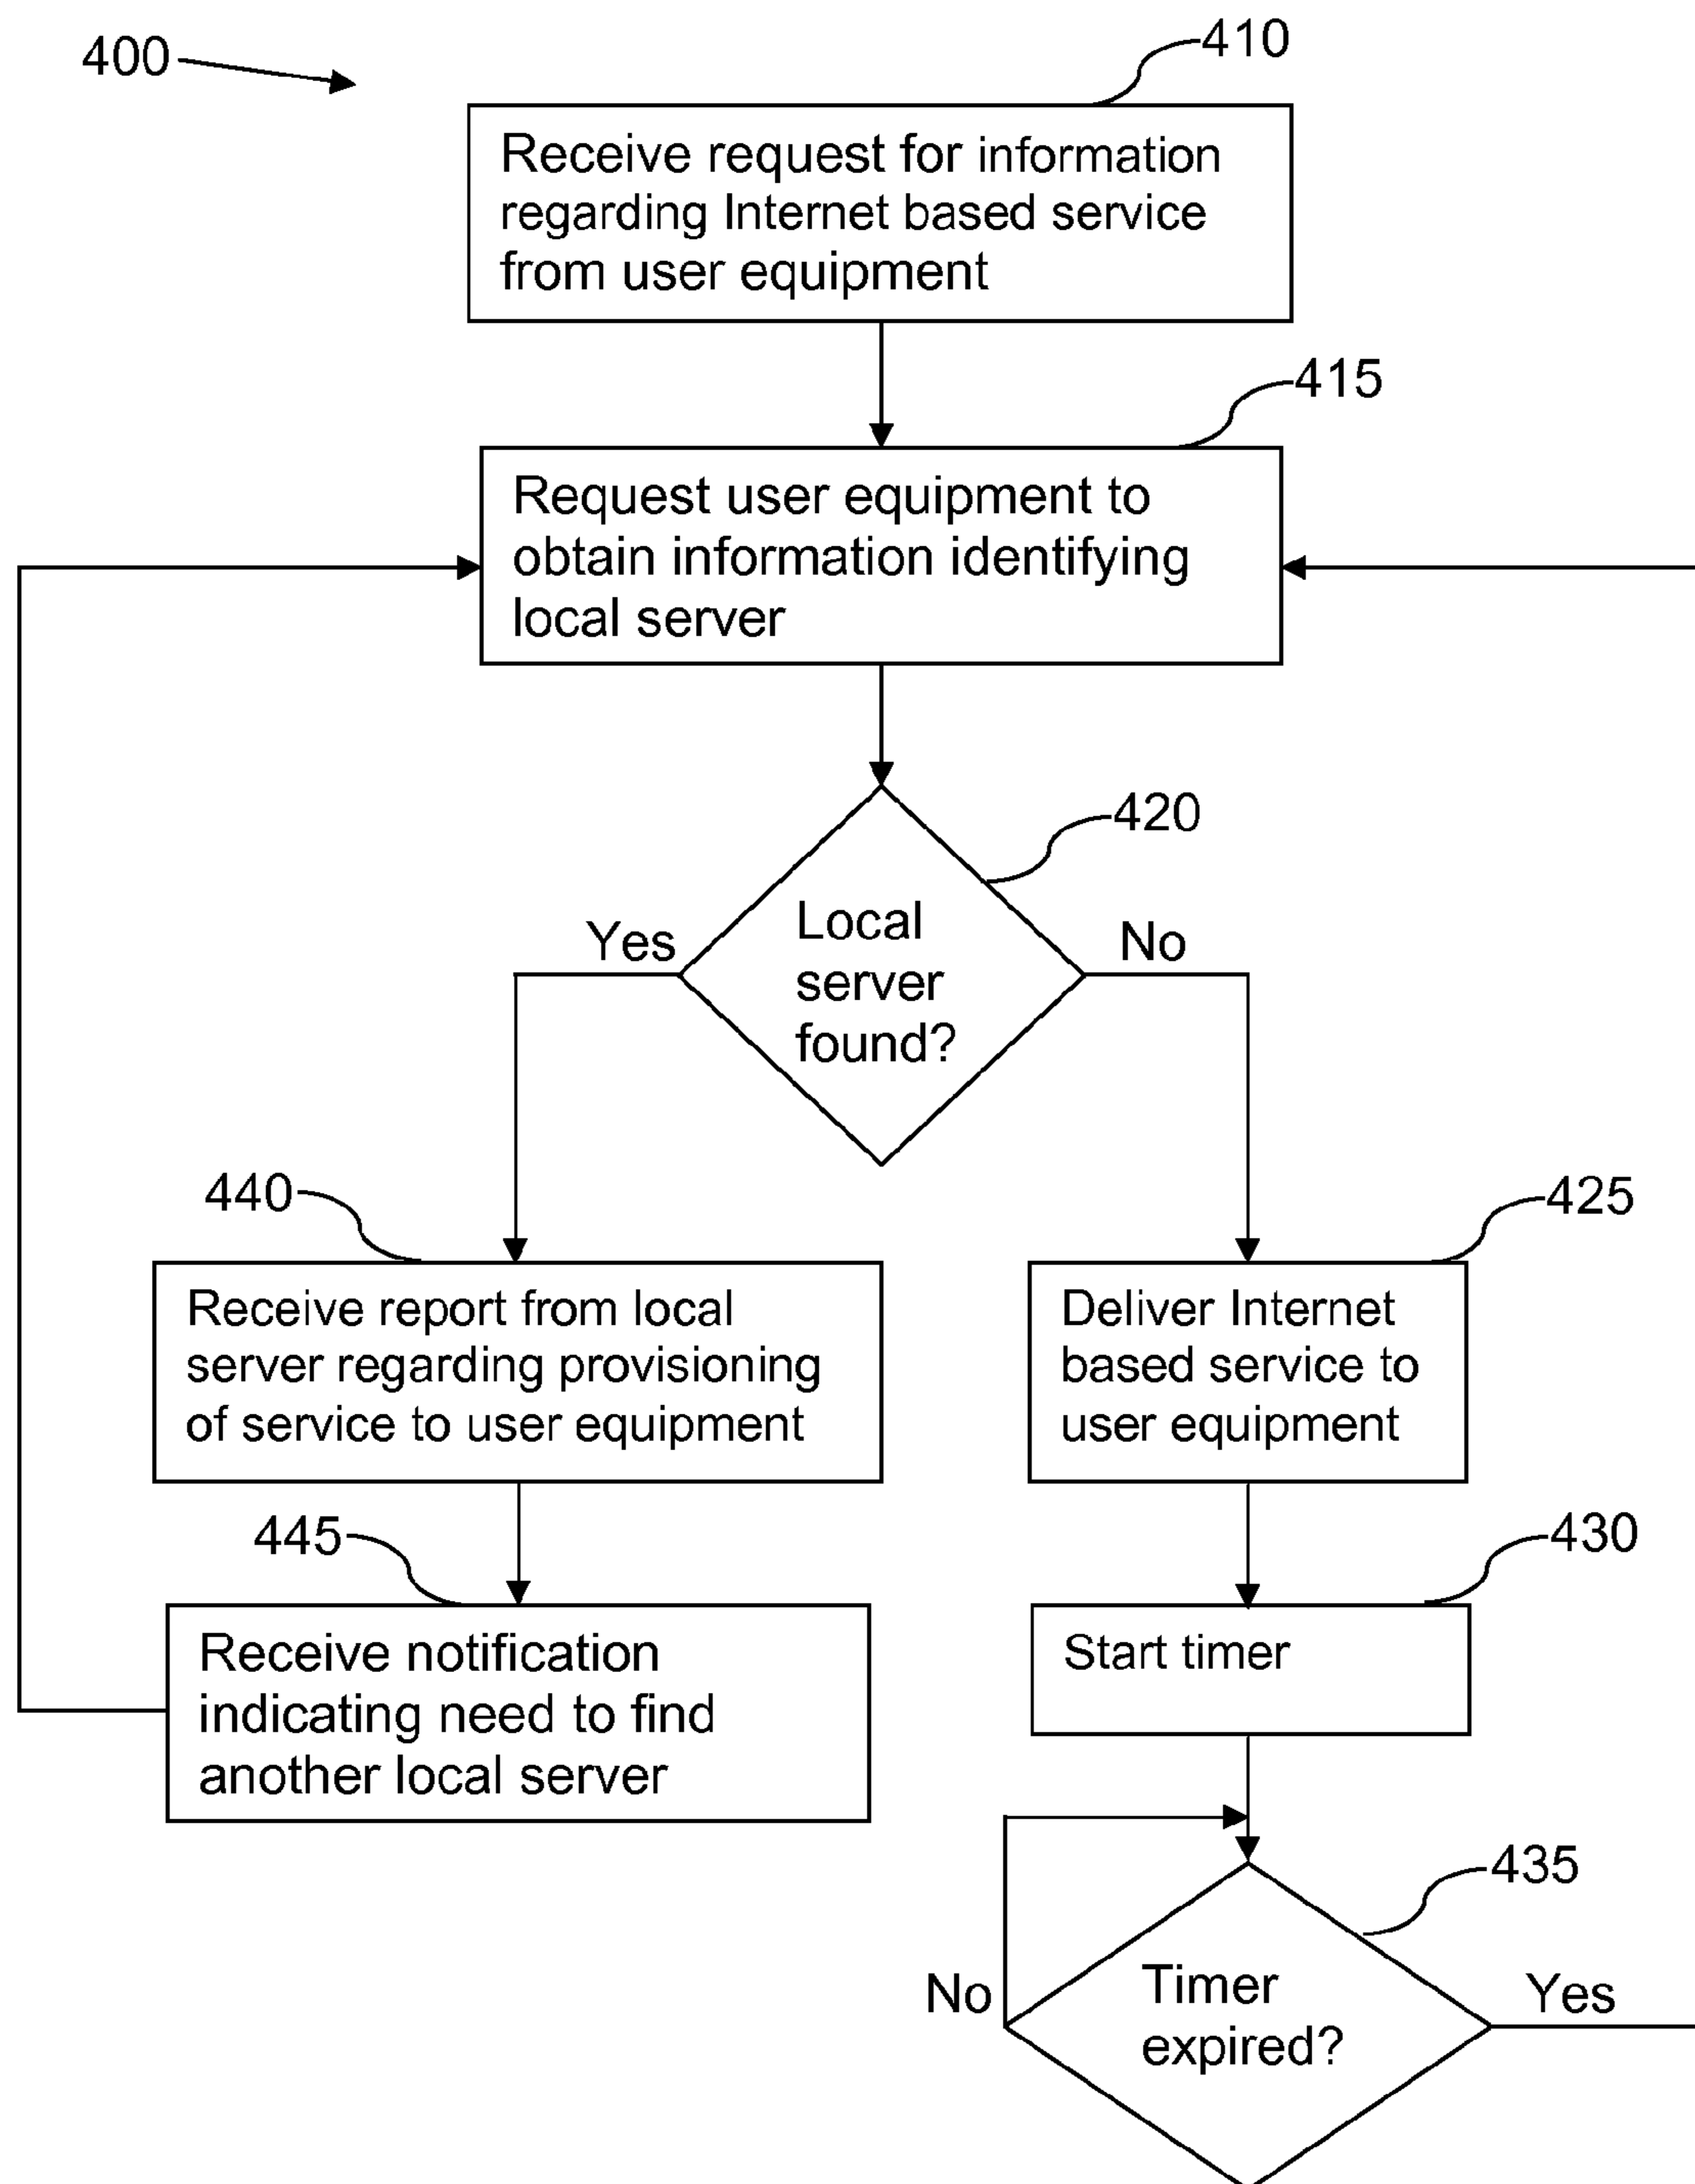 400
410
Receive request for information
regarding Internet based service
from user equipment
415
Request user equipment to
obtain information identifying
local server
420
Yes
Local
server
found?
No
440
Receive report from local
server regarding provisioning
of service to user equipment
425
Deliver Internet
based service to
user equipment
445
Receive notification
indicating need to find
another local server
430
Start timer
435
No
Timer
expired?
Yes